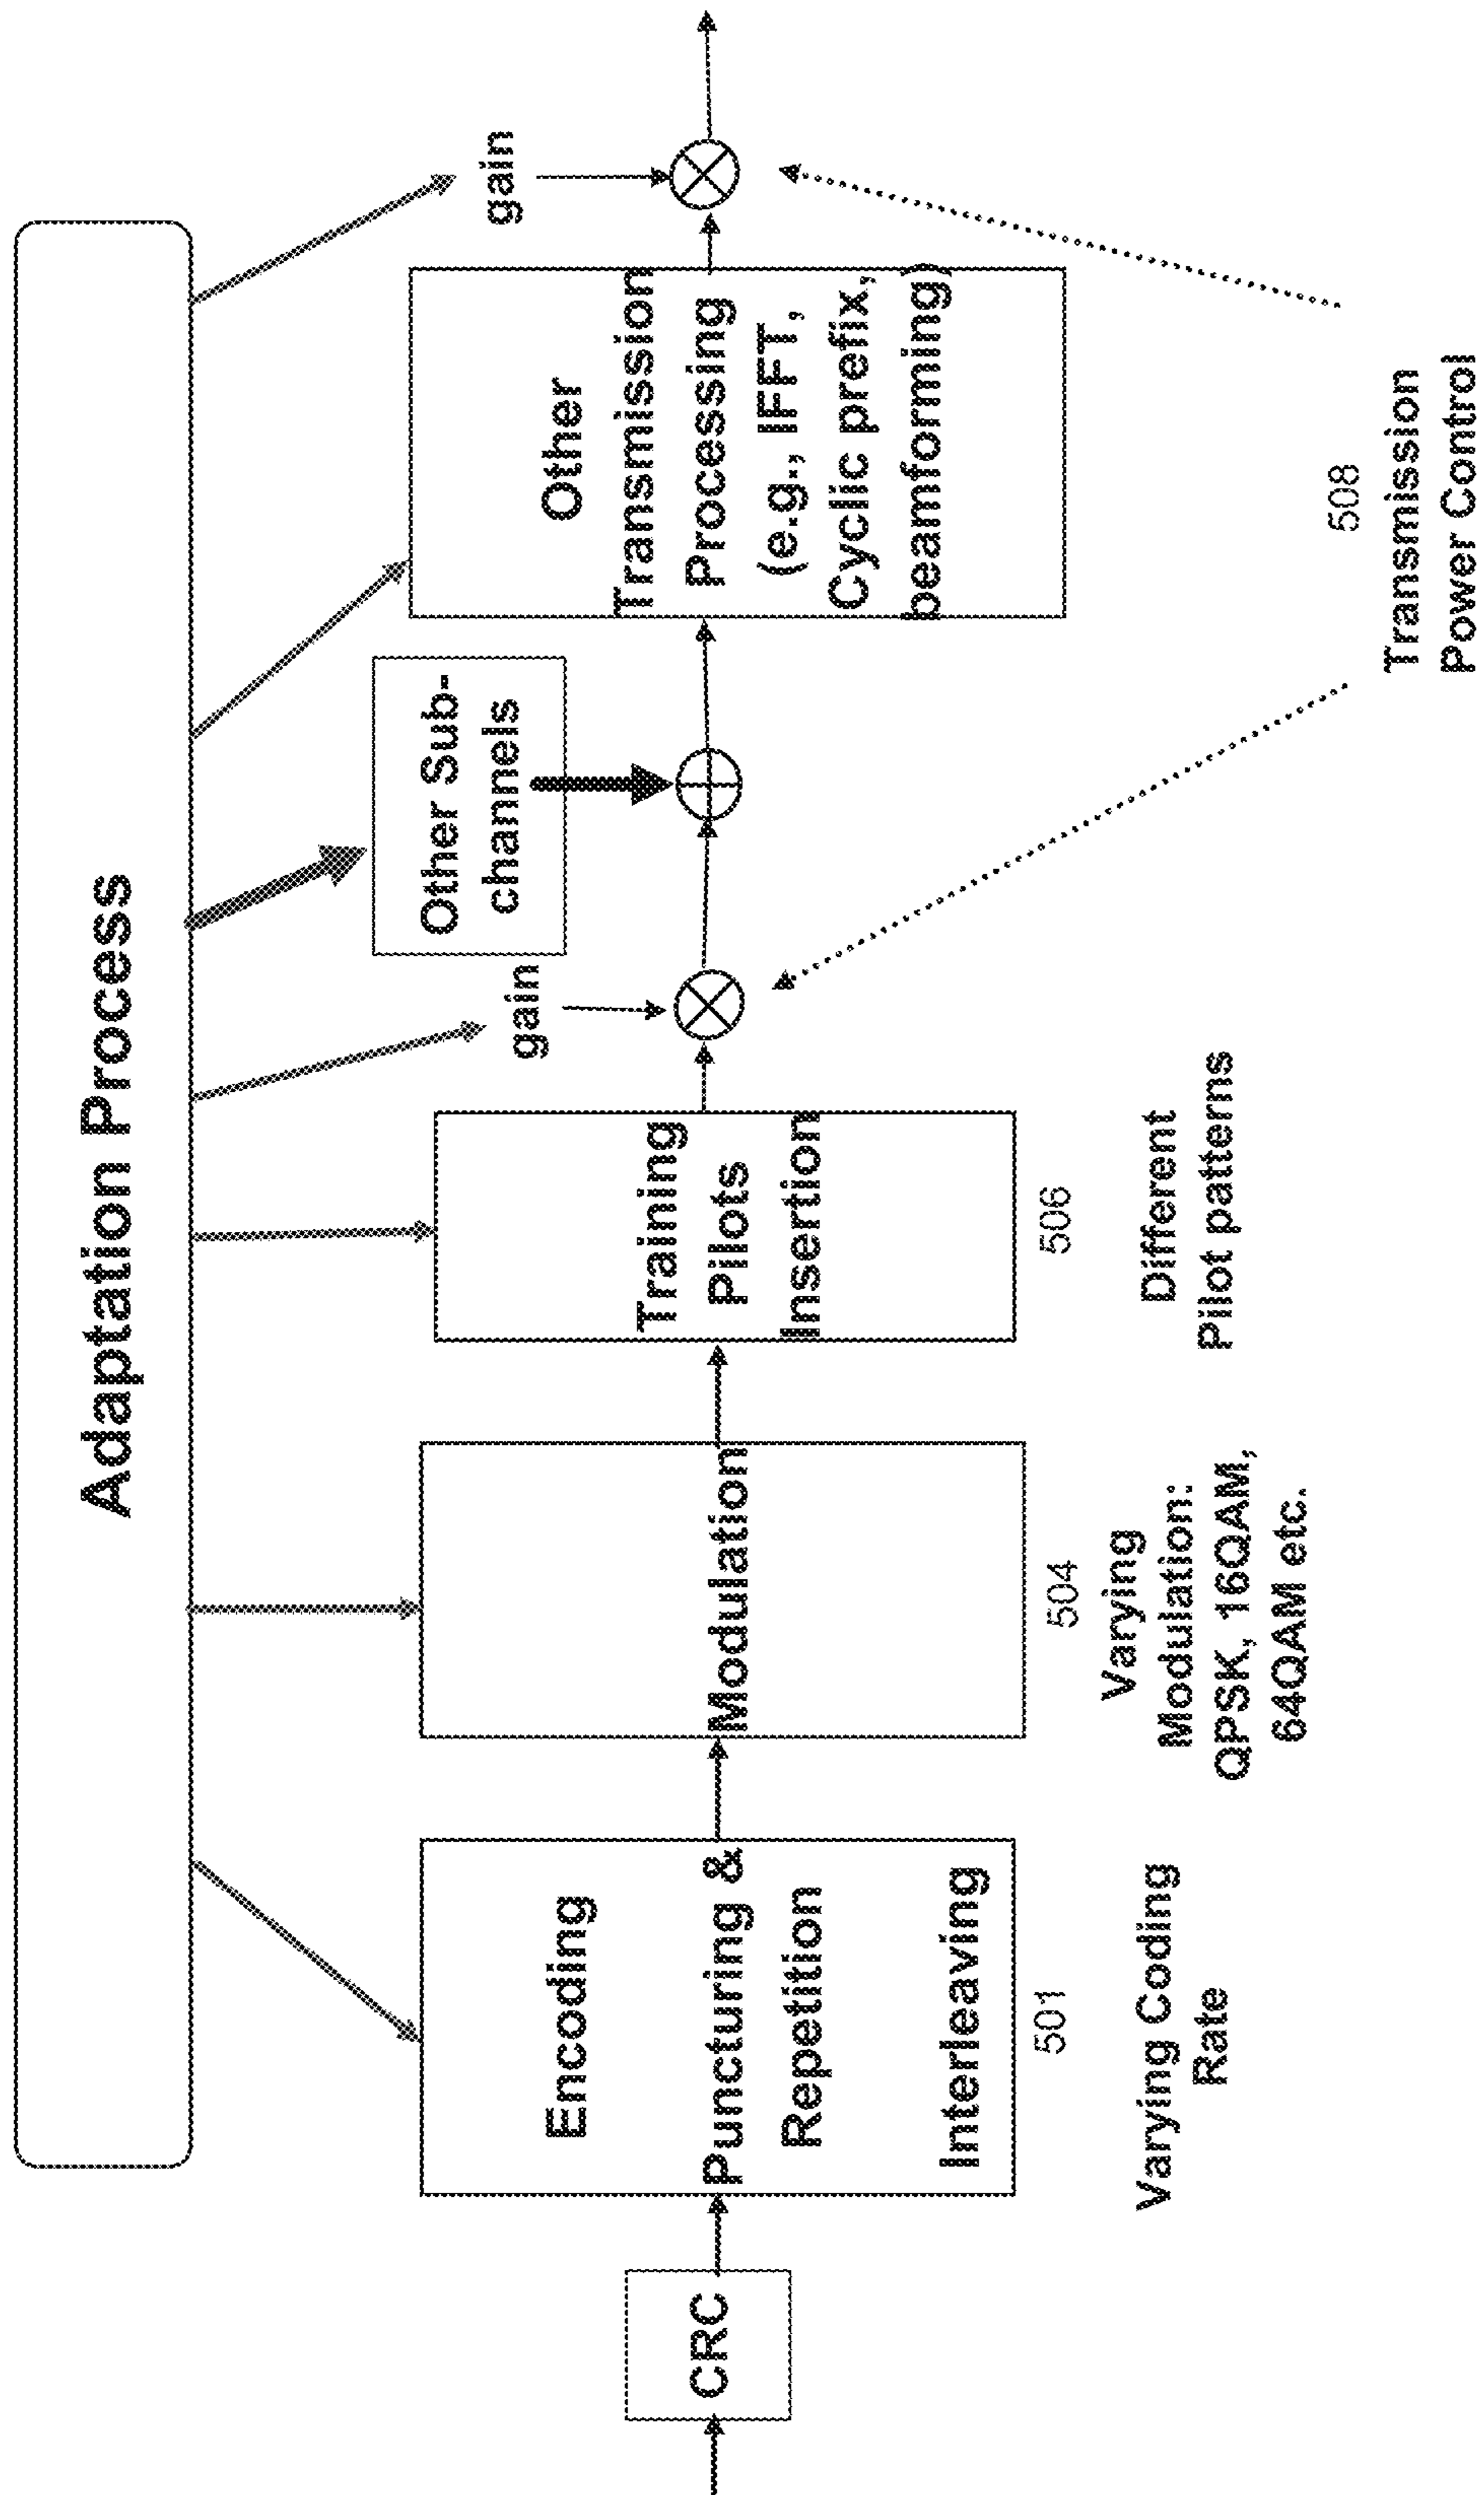 Adaptation Process
CRC
Encoding
Puncturing &
Repetition
Interleaving
501
Varying Coding
Rate
Modulation
504
Varying
Modulation:
QPSK, 16QAM,
64QAM etc.
Training
Pilots
Insertion
506
Different
Pilot patterns
gain
Other Sub-
channels
Other
Transmission
Processing
(e.g., IFFT,
Cyclic prefix,
beamforming)
gain
508
Transmission
Power Control